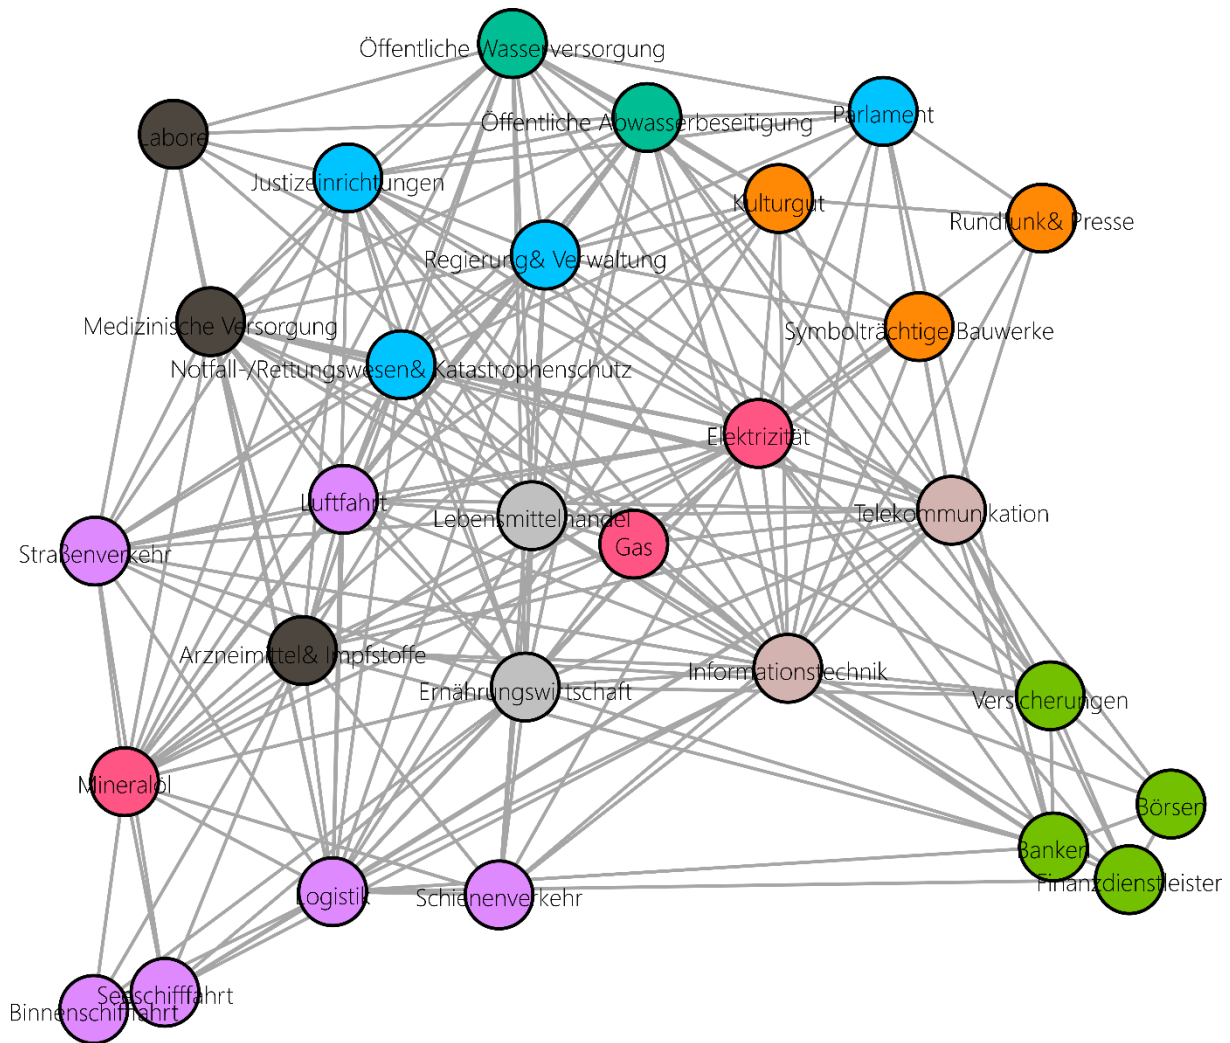 Öffentliche Wasserversorgung
Öffentliche Abwasserbeseitigung
Parlament
Labore
Justizeinrichtungen
Kulturgut
Rundfunk& Presse
Regierung& Verwaltung
Medizinische Versorgung
Symbolträchtige Bauwerke
Notfall-/Rettungswesen& Katastrophenschutz
Elektrizität
Luftfahrt
Lebensmittelhandel
Telekommunikation
Straßenverkehr
Gas
Arzneimittel& Impfstoffe
Informationstechnik
Ernährungswirtschaft
Versicherungen
Mineralöl
Börsen
Banken
Finanzdienstleister
Logistik
Schienenverkehr
Seeschifffahrt
Binnenschifffahrt